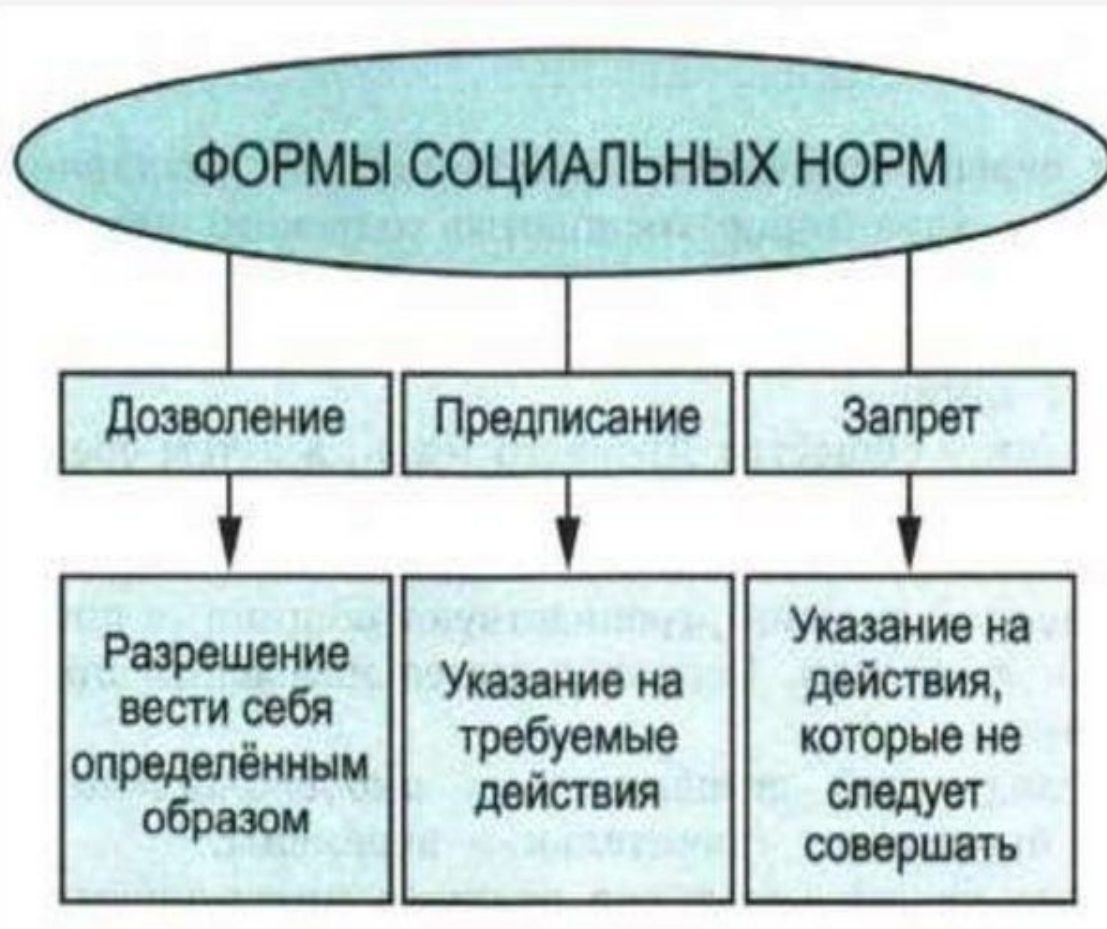 ФОРМЫ СОЦИАЛЬНЫХ НОРМ
Дозволение
Предписание
Запрет
Разрешение
вести себя
определённым
образом
Указание на
требуемые
действия
Указание на
действия,
которые не
следует
совершать